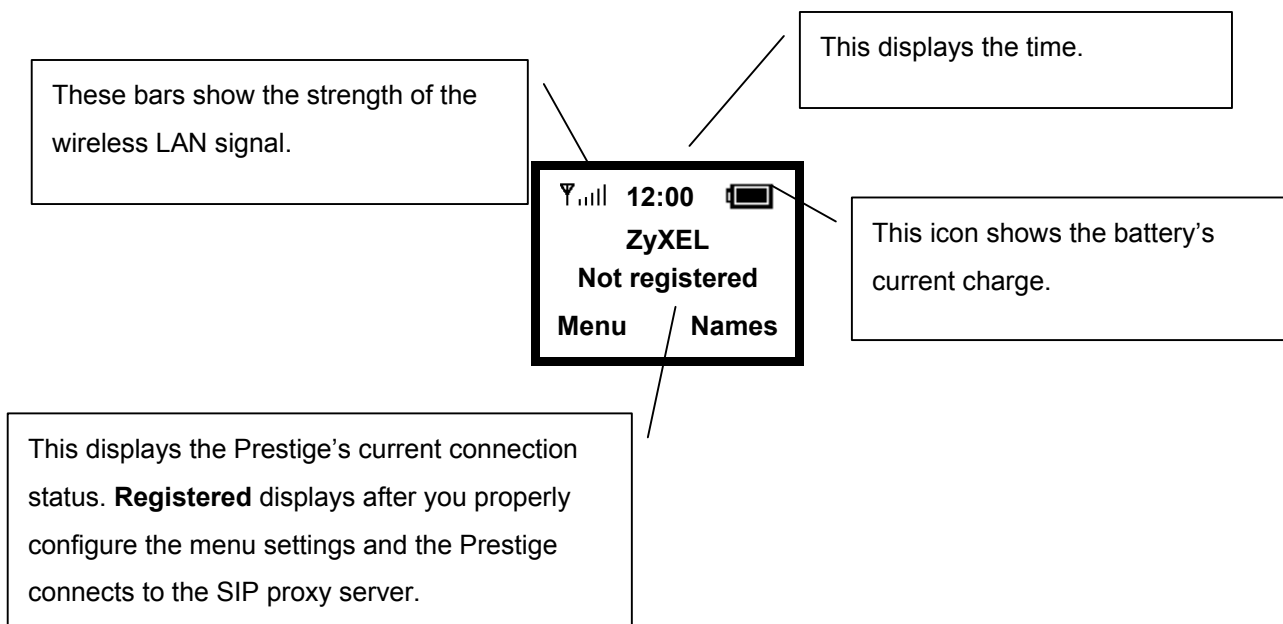 This displays the time.
These bars show the strength of the
wireless LAN signal.
12:00
ZyXEL
Not registered
Menu Names
This icon shows the battery’s
current charge.
This displays the Prestige’s current connection
status. Registered displays after you properly
configure the menu settings and the Prestige
connects to the SIP proxy server.